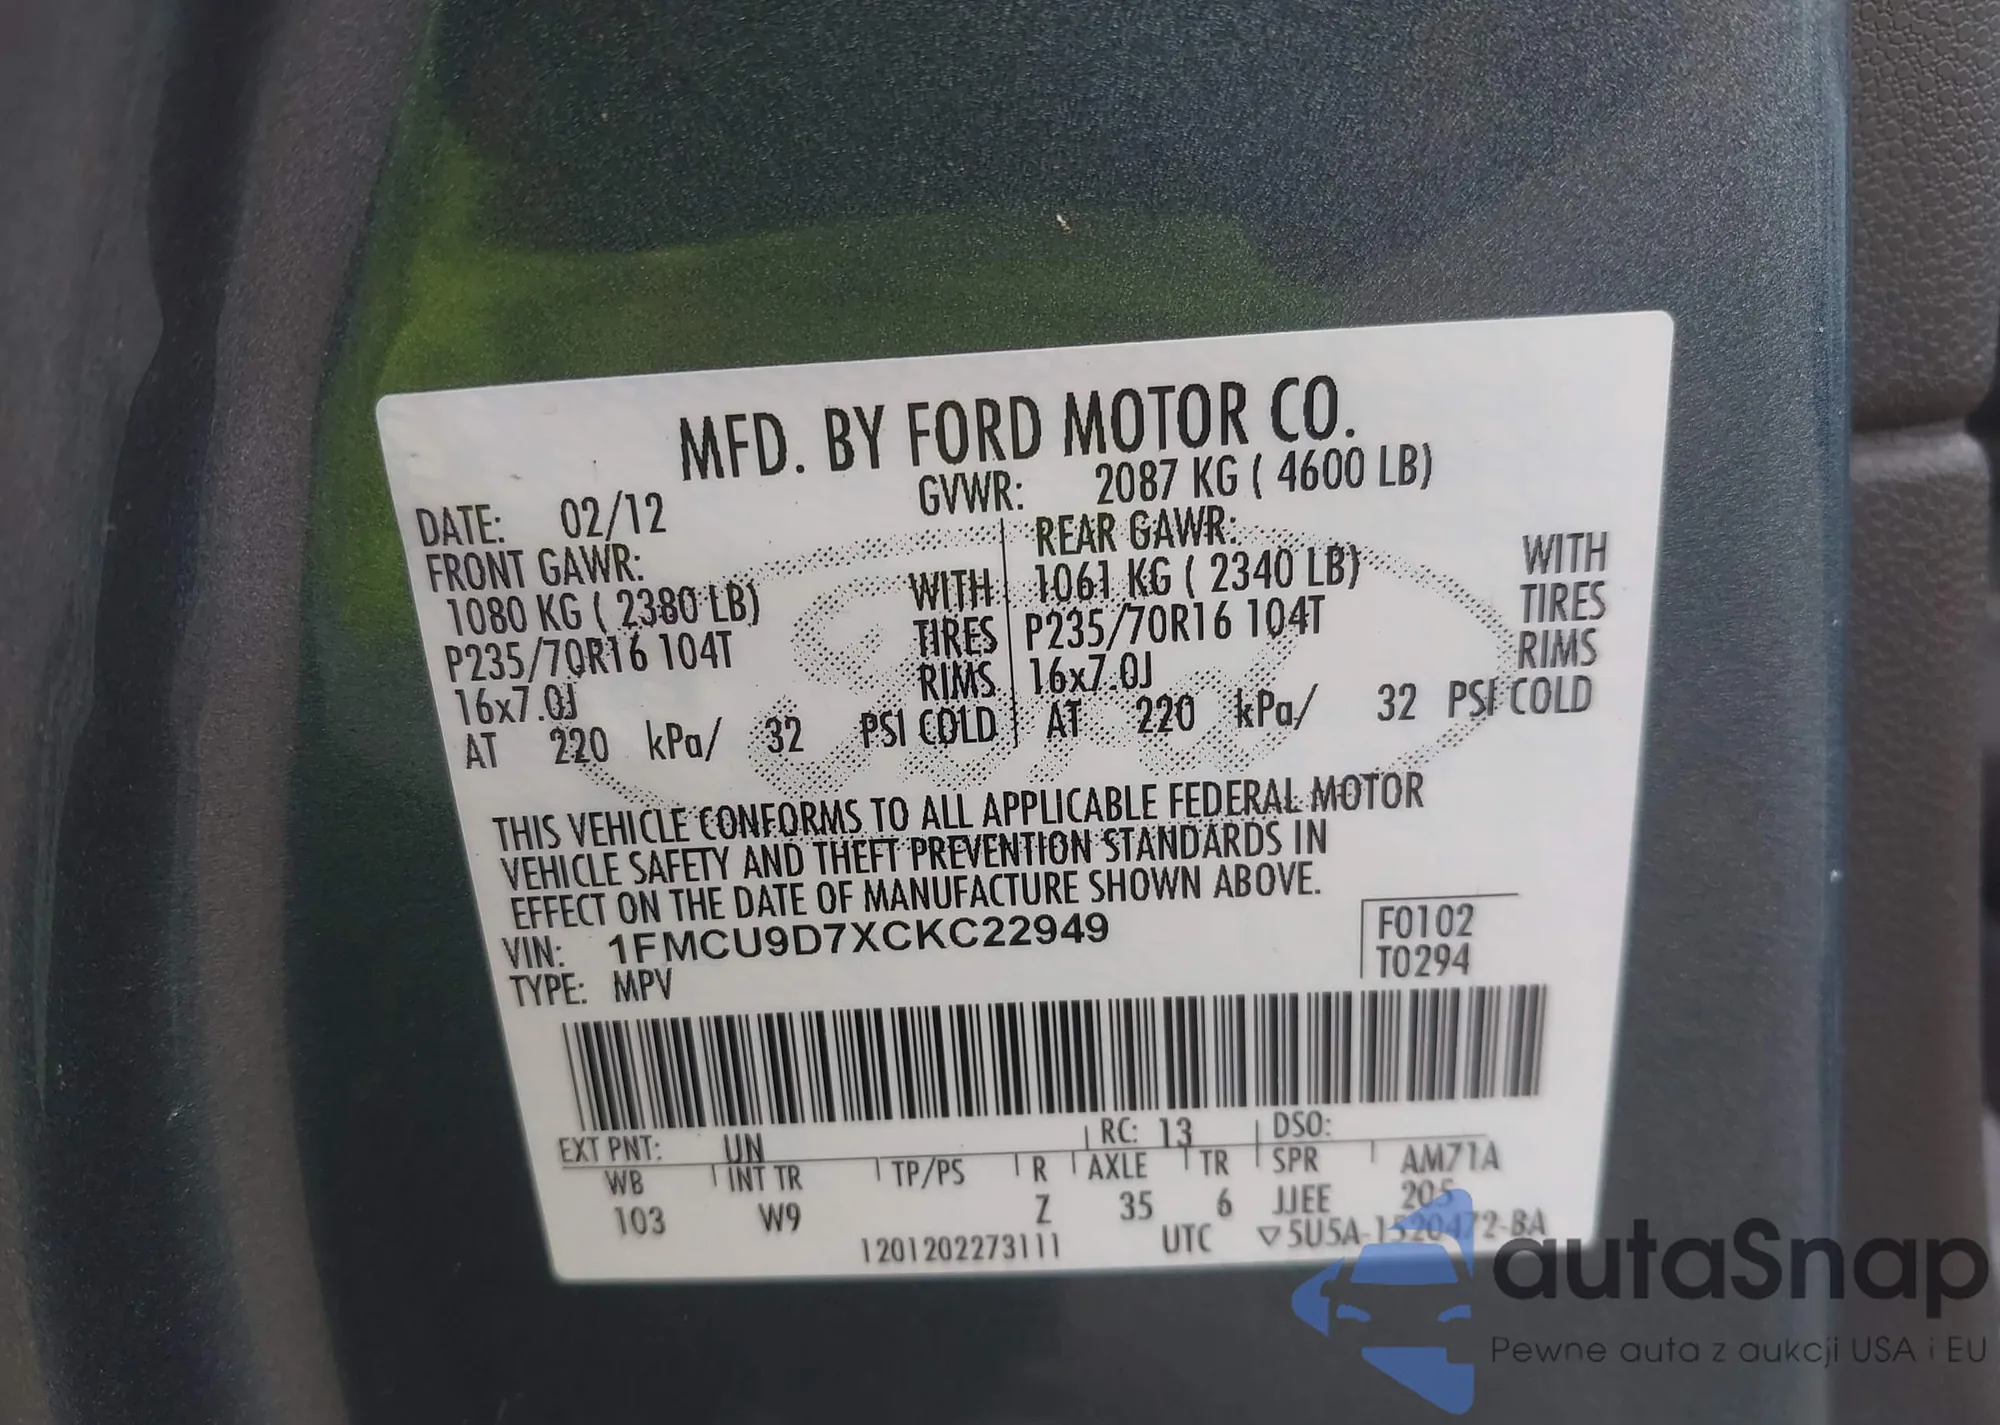 MFD. BY FORD MOTOR CO.
DATE: 02/12 GVWR: 2087 KG ( 4600 LB)
FRONT GAWR: REAR GAWR:
1080 KG ( 2380 LB) WITH 1061 KG ( 2340 LB) WITH
P235/70R16 104T TIRES P235/70R16 104T TIRES
16x7.0J RIMS 16x7.0J RIMS
AT 220 kPa/ 32 PSI COLD AT 220 kPa/ 32 PSI COLD
THIS VEHICLE CONFORMS TO ALL APPLICABLE FEDERAL MOTOR
VEHICLE SAFETY AND THEFT PREVENTION STANDARDS IN
EFFECT ON THE DATE OF MANUFACTURE SHOWN ABOVE.
VIN: 1FMCU9D7XCKC22949 F0102
TYPE: MPV T0294
EXT PNT: UN RC: 13 DSO:
WB INT TR TP/PS R AXLE TR SPR AM71A
103 W9 Z 35 6 JJEE 205
1201202273111 UTC ▽5U5A-1520472-BA
autaSnap
Pewne auta z aukcji USA i EU